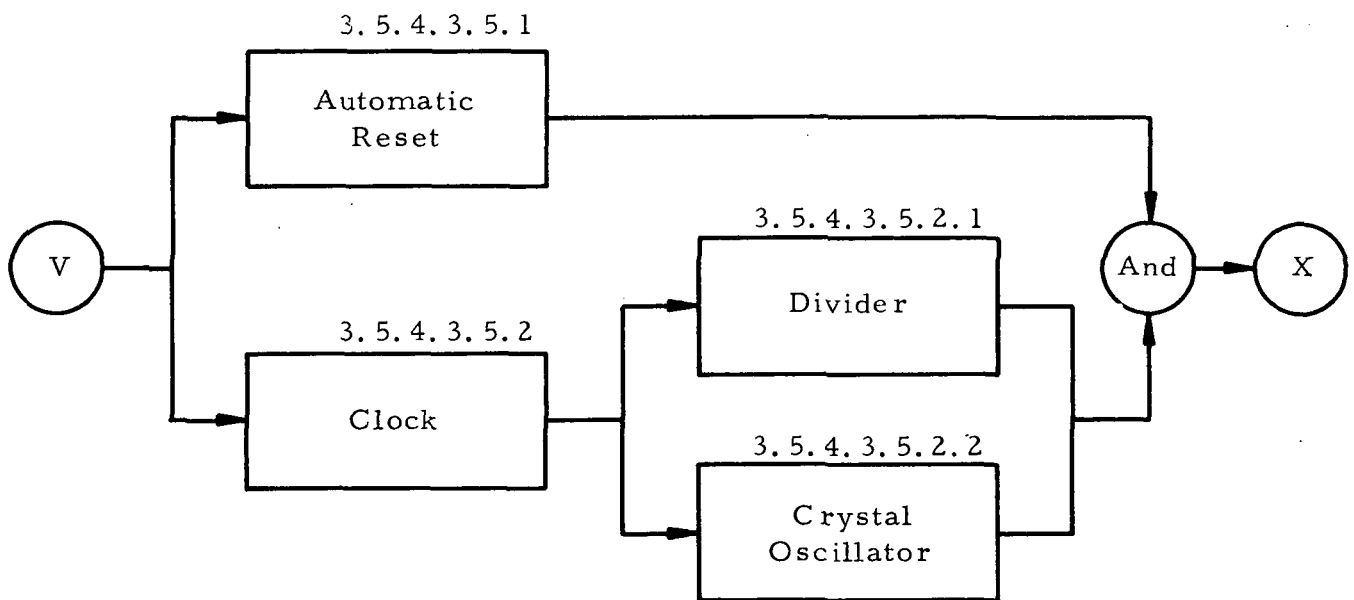 3.5.4.3.5.1
Automatic
Reset
V
3.5.4.3.5.2
Clock
3.5.4.3.5.2.1
Divider
3.5.4.3.5.2.2
Crystal
Oscillator
And
X